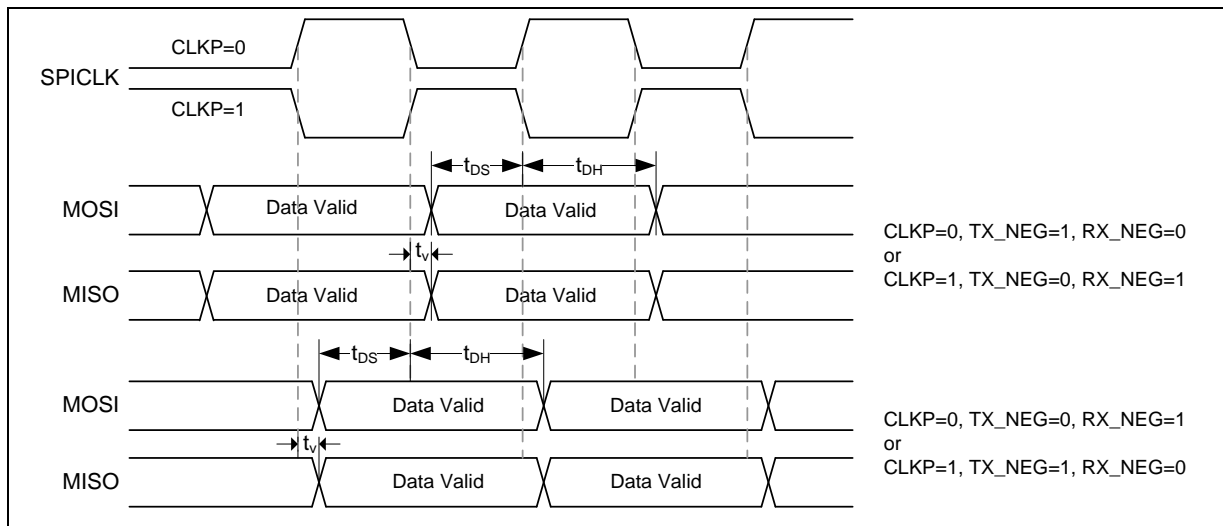 CLKP=0
SPICLK
CLKP=1
tDS tDH
MOSI Data Valid Data Valid
CLKP=0, TX_NEG=1, RX_NEG=0
tv
or
MISO Data Valid Data Valid
CLKP=1, TX_NEG=0, RX_NEG=1
tDS tDH
MOSI Data Valid Data Valid
CLKP=0, TX_NEG=0, RX_NEG=1
tv
or
MISO Data Valid Data Valid
CLKP=1, TX_NEG=1, RX_NEG=0